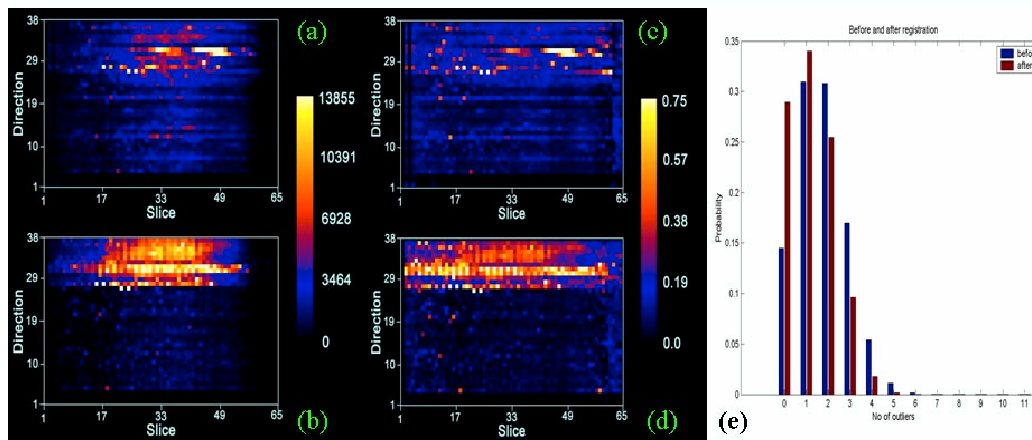 38
29
19
10
1
Direction
1 17 33 49 65
Slice
(a)
38
29
19
10
1
Direction
1 17 33 49 65
Slice
(b)
13855
10391
6928
3464
0
38
29
19
10
1
Direction
1 17 33 49 65
Slice
(c)
38
29
19
10
1
Direction
1 17 33 49 65
Slice
(d)
0.75
0.57
0.38
0.19
0.0
Before and after registration
befo
after
0.35
0.3
0.25
0.2
0.15
0.1
0.05
0
Probability
0 1 2 3 4 5 6 7 8 9 10 11
No of outliers
(e)